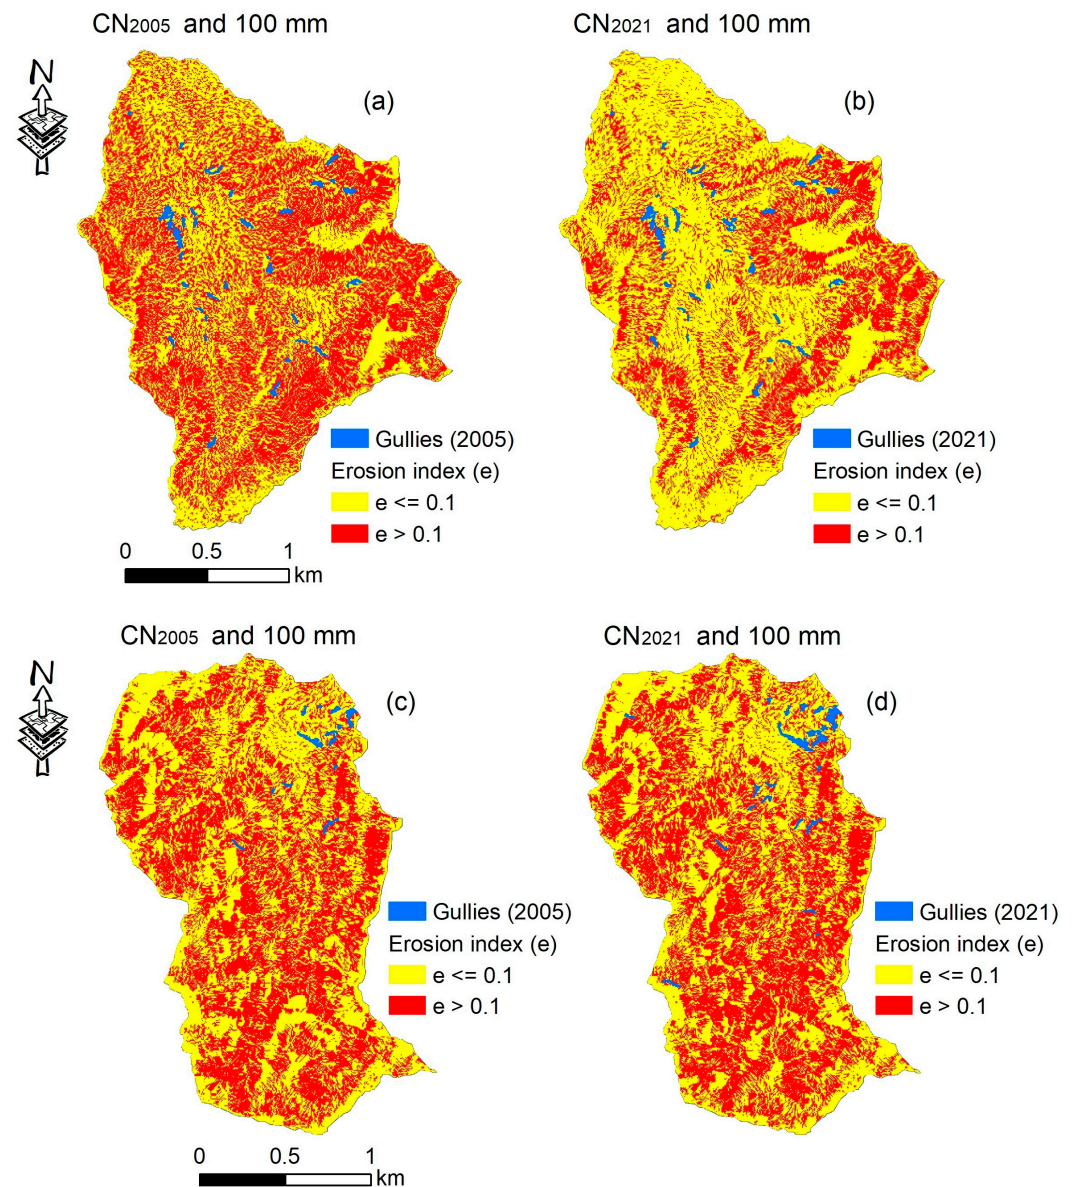 CN2005 and 100 mm
CN2021 and 100 mm
N
(a)
(b)
Gullies (2005)
Erosion index (e)
e <= 0.1
e > 0.1
Gullies (2021)
Erosion index (e)
e <= 0.1
e > 0.1
0 0.5 1
km
CN2005 and 100 mm
CN2021 and 100 mm
N
(c)
(d)
Gullies (2005)
Erosion index (e)
e <= 0.1
e > 0.1
Gullies (2021)
Erosion index (e)
e <= 0.1
e > 0.1
0 0.5 1
km